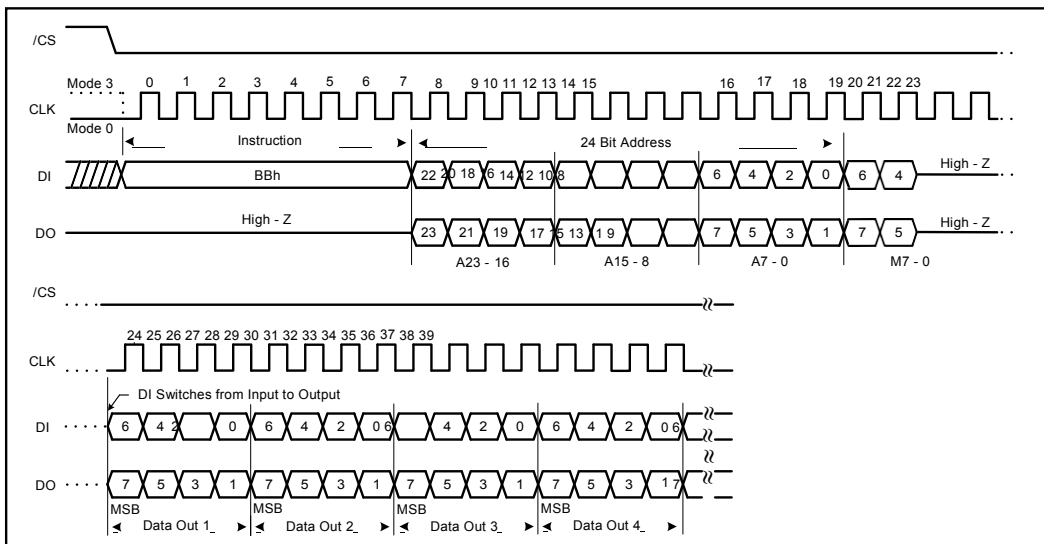 /CS
Mode 3 0 1 2 3 4 5 6 7 8 9 10 11 12 13 14 15 16 17 18 19 20 21 22 23
CLK
Mode 0
Instruction 24 Bit Address
DI BBh 22 20 18 16 14 12 10 8 6 4 2 0 6 4 High - Z
DO High - Z 23 21 19 17 15 13 11 9 7 5 3 1 7 5 High - Z
A23 - 16 A15 - 8 A7 - 0 M7 - 0
/CS
24 25 26 27 28 29 30 31 32 33 34 35 36 37 38 39
CLK
DI Switches from Input to Output
DI 6 4 2 0 6 4 2 0 6 4 2 0 6 4 2 0 6
DO 7 5 3 1 7 5 3 1 7 5 3 1 7 5 3 1 7
MSB MSB MSB MSB
Data Out 1 Data Out 2 Data Out 3 Data Out 4